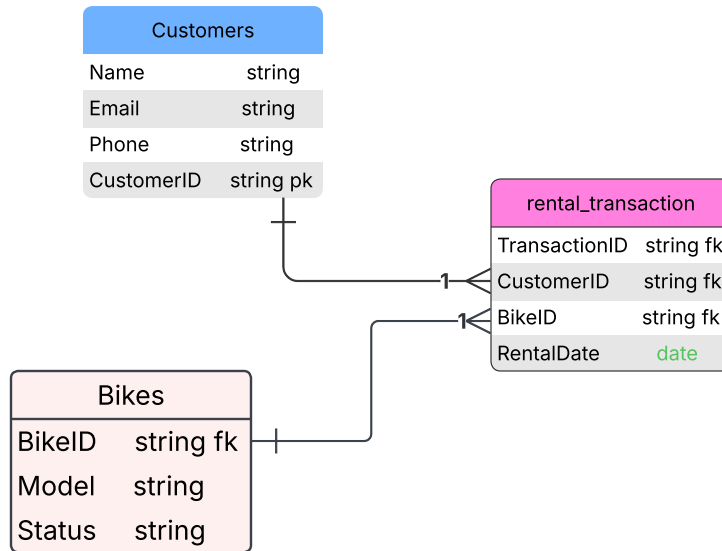 Customers
Name string
Email string
Phone string
CustomerID string pk
rental_transaction
TransactionID string fk
1 CustomerID string fk
1 BikeID string fk
RentalDate date
Bikes
BikeID string fk
Model string
Status string